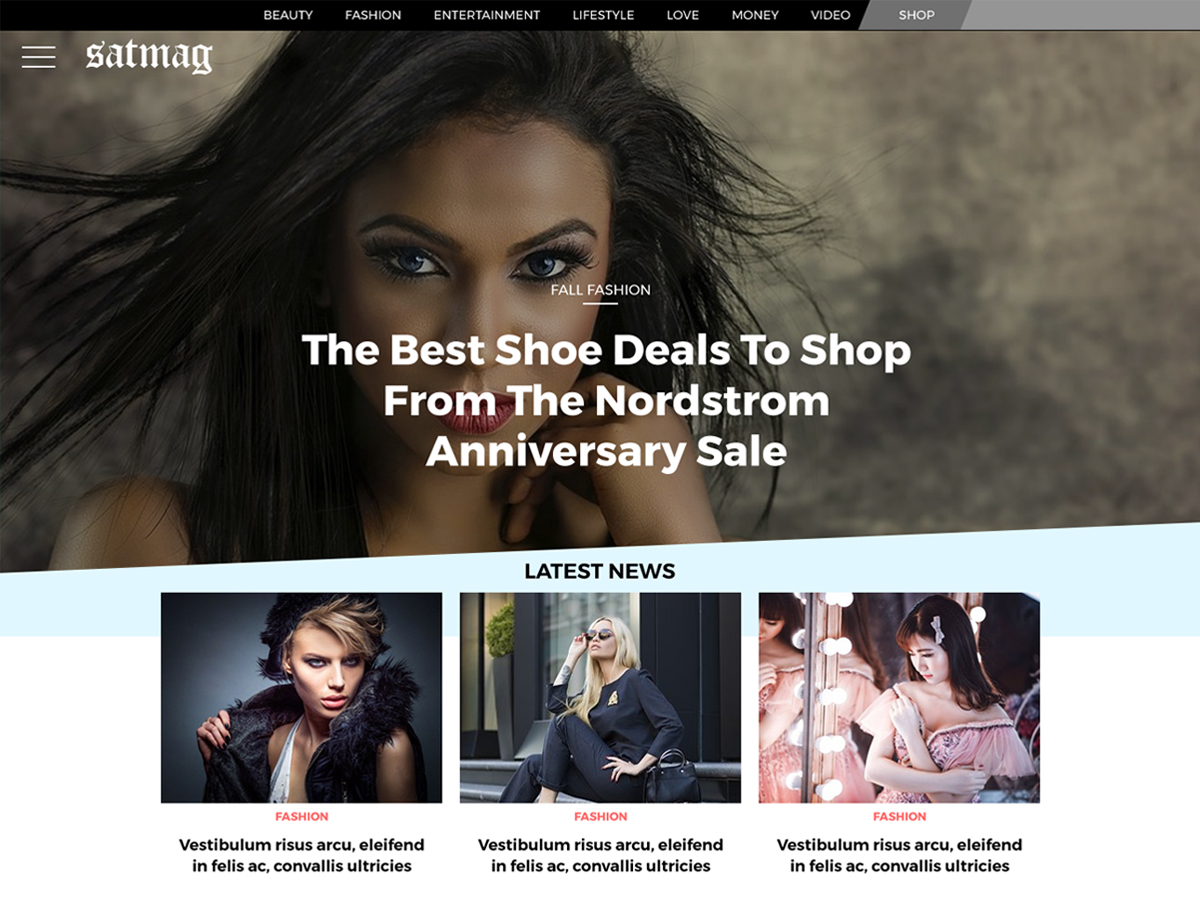 BEAUTY FASHION ENTERTAINMENT LIFESTYLE LOVE MONEY VIDEO SHOP
satmag
FALL FASHION
The Best Shoe Deals To Shop
From The Nordstrom
Anniversary Sale
LATEST NEWS
FASHION
Vestibulum risus arcu, eleifend
in felis ac, convallis ultricies
FASHION
Vestibulum risus arcu, eleifend
in felis ac, convallis ultricies
FASHION
Vestibulum risus arcu, eleifend
in felis ac, convallis ultricies